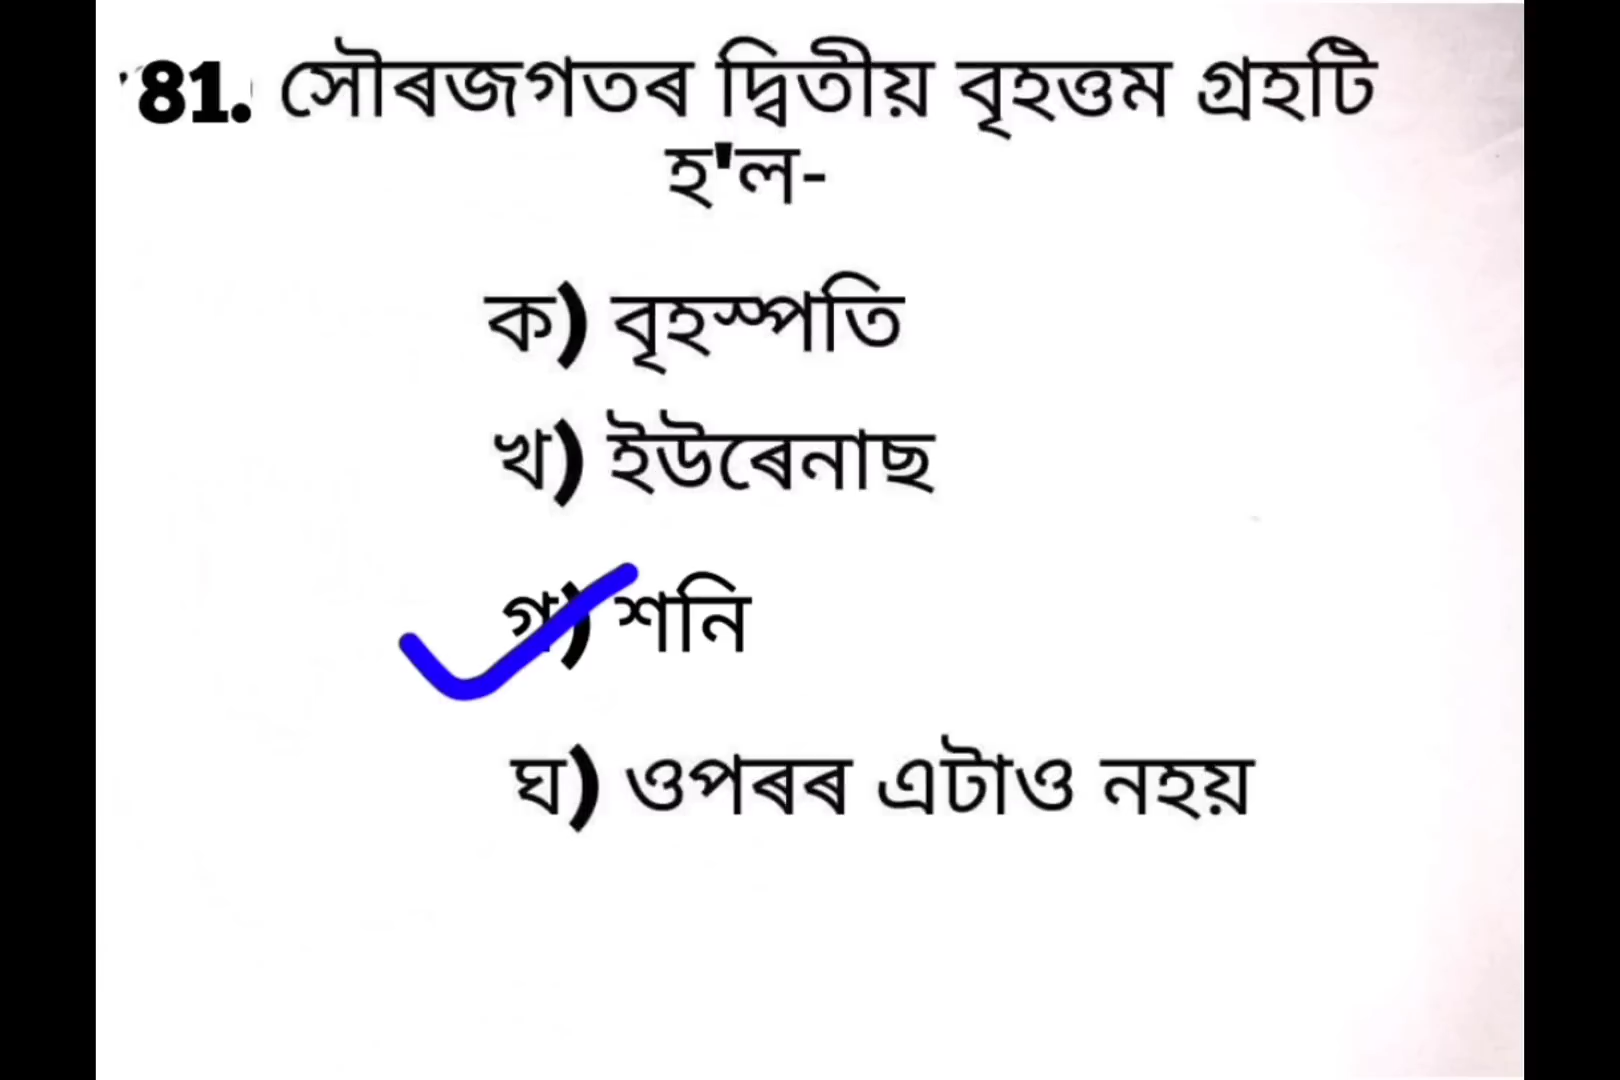 81. সৌৰজগতৰ দ্বিতীয় বৃহত্তম গ্ৰহটি
হ'ল-
ক) বৃহস্পতি
খ) ইউৰেনাছ
গ) শনি
ঘ) ওপৰৰ এটাও নহয়